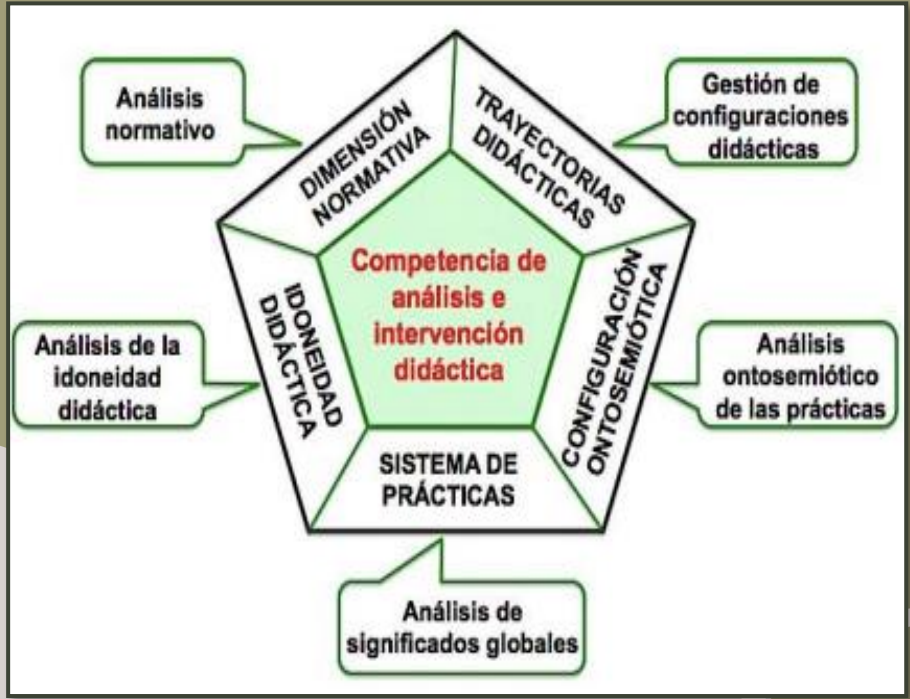 Análisis
normativo
DIMENSIÓN
NORMATIVA
TRAYECTORIAS
DIDÁCTICAS
Gestión de
configuraciones
didácticas
Competencia de
análisis e
intervención
didáctica
IDONEIDAD
DIDÁCTICA
CONFIGURACIÓN
ONTOSEMIÓTICA
Análisis de la
idoneidad
didáctica
Análisis
ontosemiótico
de las prácticas
SISTEMA DE
PRÁCTICAS
Análisis de
significados globales